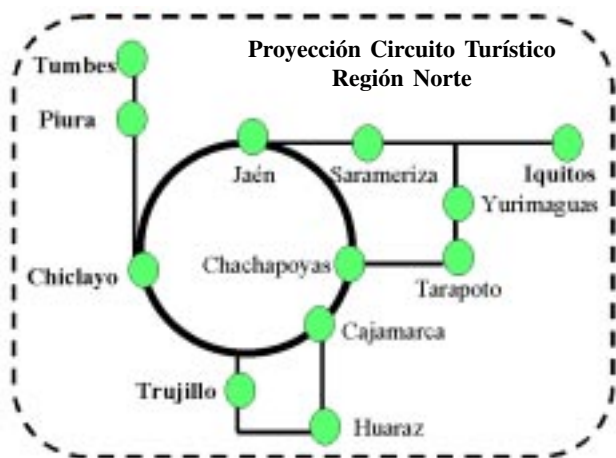 Proyección Circuito Turístico
Región Norte
Tumbes
Piura
Jaén
Sarameriza
Iquitos
Yurimaguas
Chachapoyas
Chiclayo
Tarapoto
Cajamarca
Trujillo
Huaraz